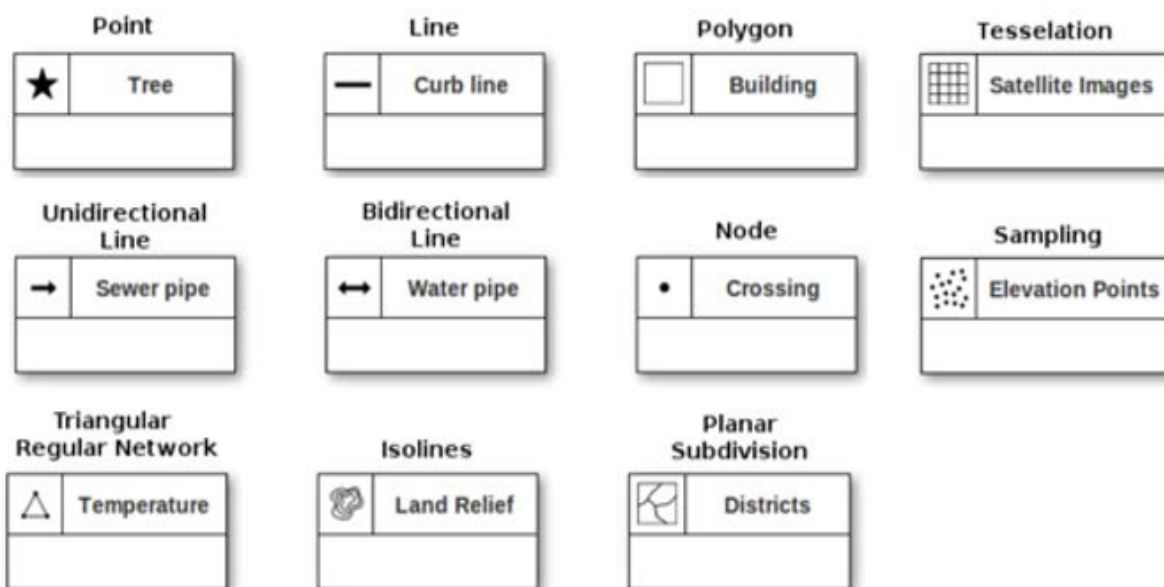 Point
Line
Polygon
Tesselation
Tree
Curb line
Building
Satellite Images
Unidirectional
Line
Bidirectional
Line
Node
Sampling
Sewer pipe
Water pipe
Crossing
Elevation Points
Triangular
Regular Network
Isolines
Planar
Subdivision
Temperature
Land Relief
Districts